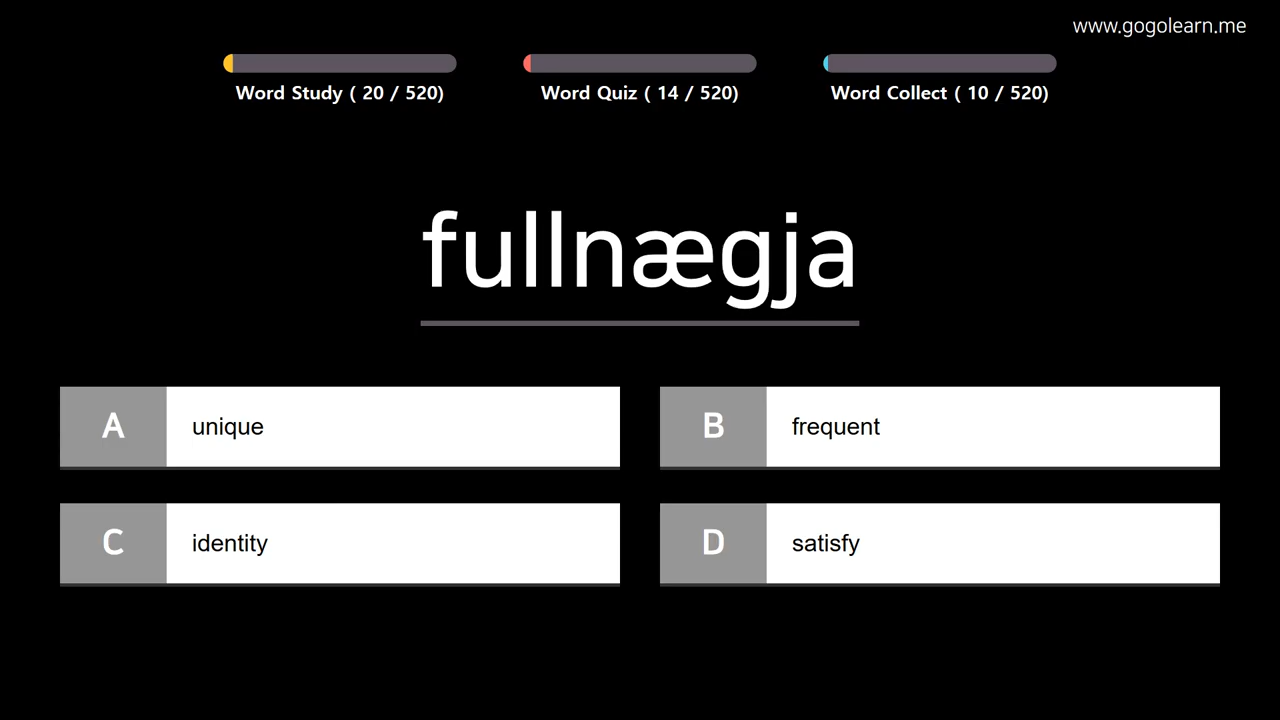 www.gogolearn.me
Word Study ( 20 / 520)
Word Quiz ( 14 / 520)
Word Collect ( 10 / 520)
fullnægja
A unique
B frequent
C identity
D satisfy